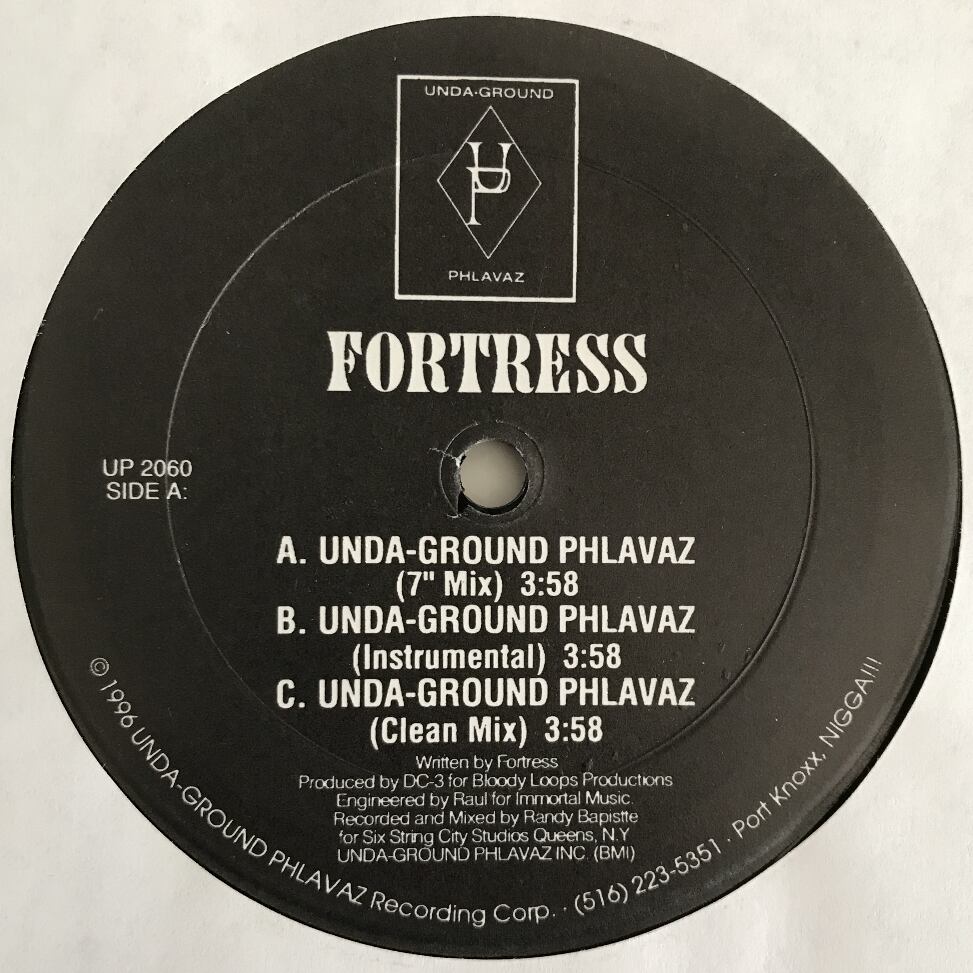 UNDA-GROUND
UP
PHLAVAZ
FORTRESS
UP 2060
SIDE A:
A. UNDA-GROUND PHLAVAZ
(7" Mix) 3:58
B. UNDA-GROUND PHLAVAZ
(Instrumental) 3:58
C. UNDA-GROUND PHLAVAZ
(Clean Mix) 3:58
Written by Fortress
Produced by DC-3 for Bloody Loops Productions
Engineered by Raul for Immortal Music.
Recorded and Mixed by Randy Bapistte
for Six String City Studios Queens, N.Y
UNDA-GROUND PHLAVAZ INC. (BMI)
© 1996 UNDA-GROUND PHLAVAZ Recording Corp. · (516) 223-5351 · Port Knoxx, NIGGA!!!